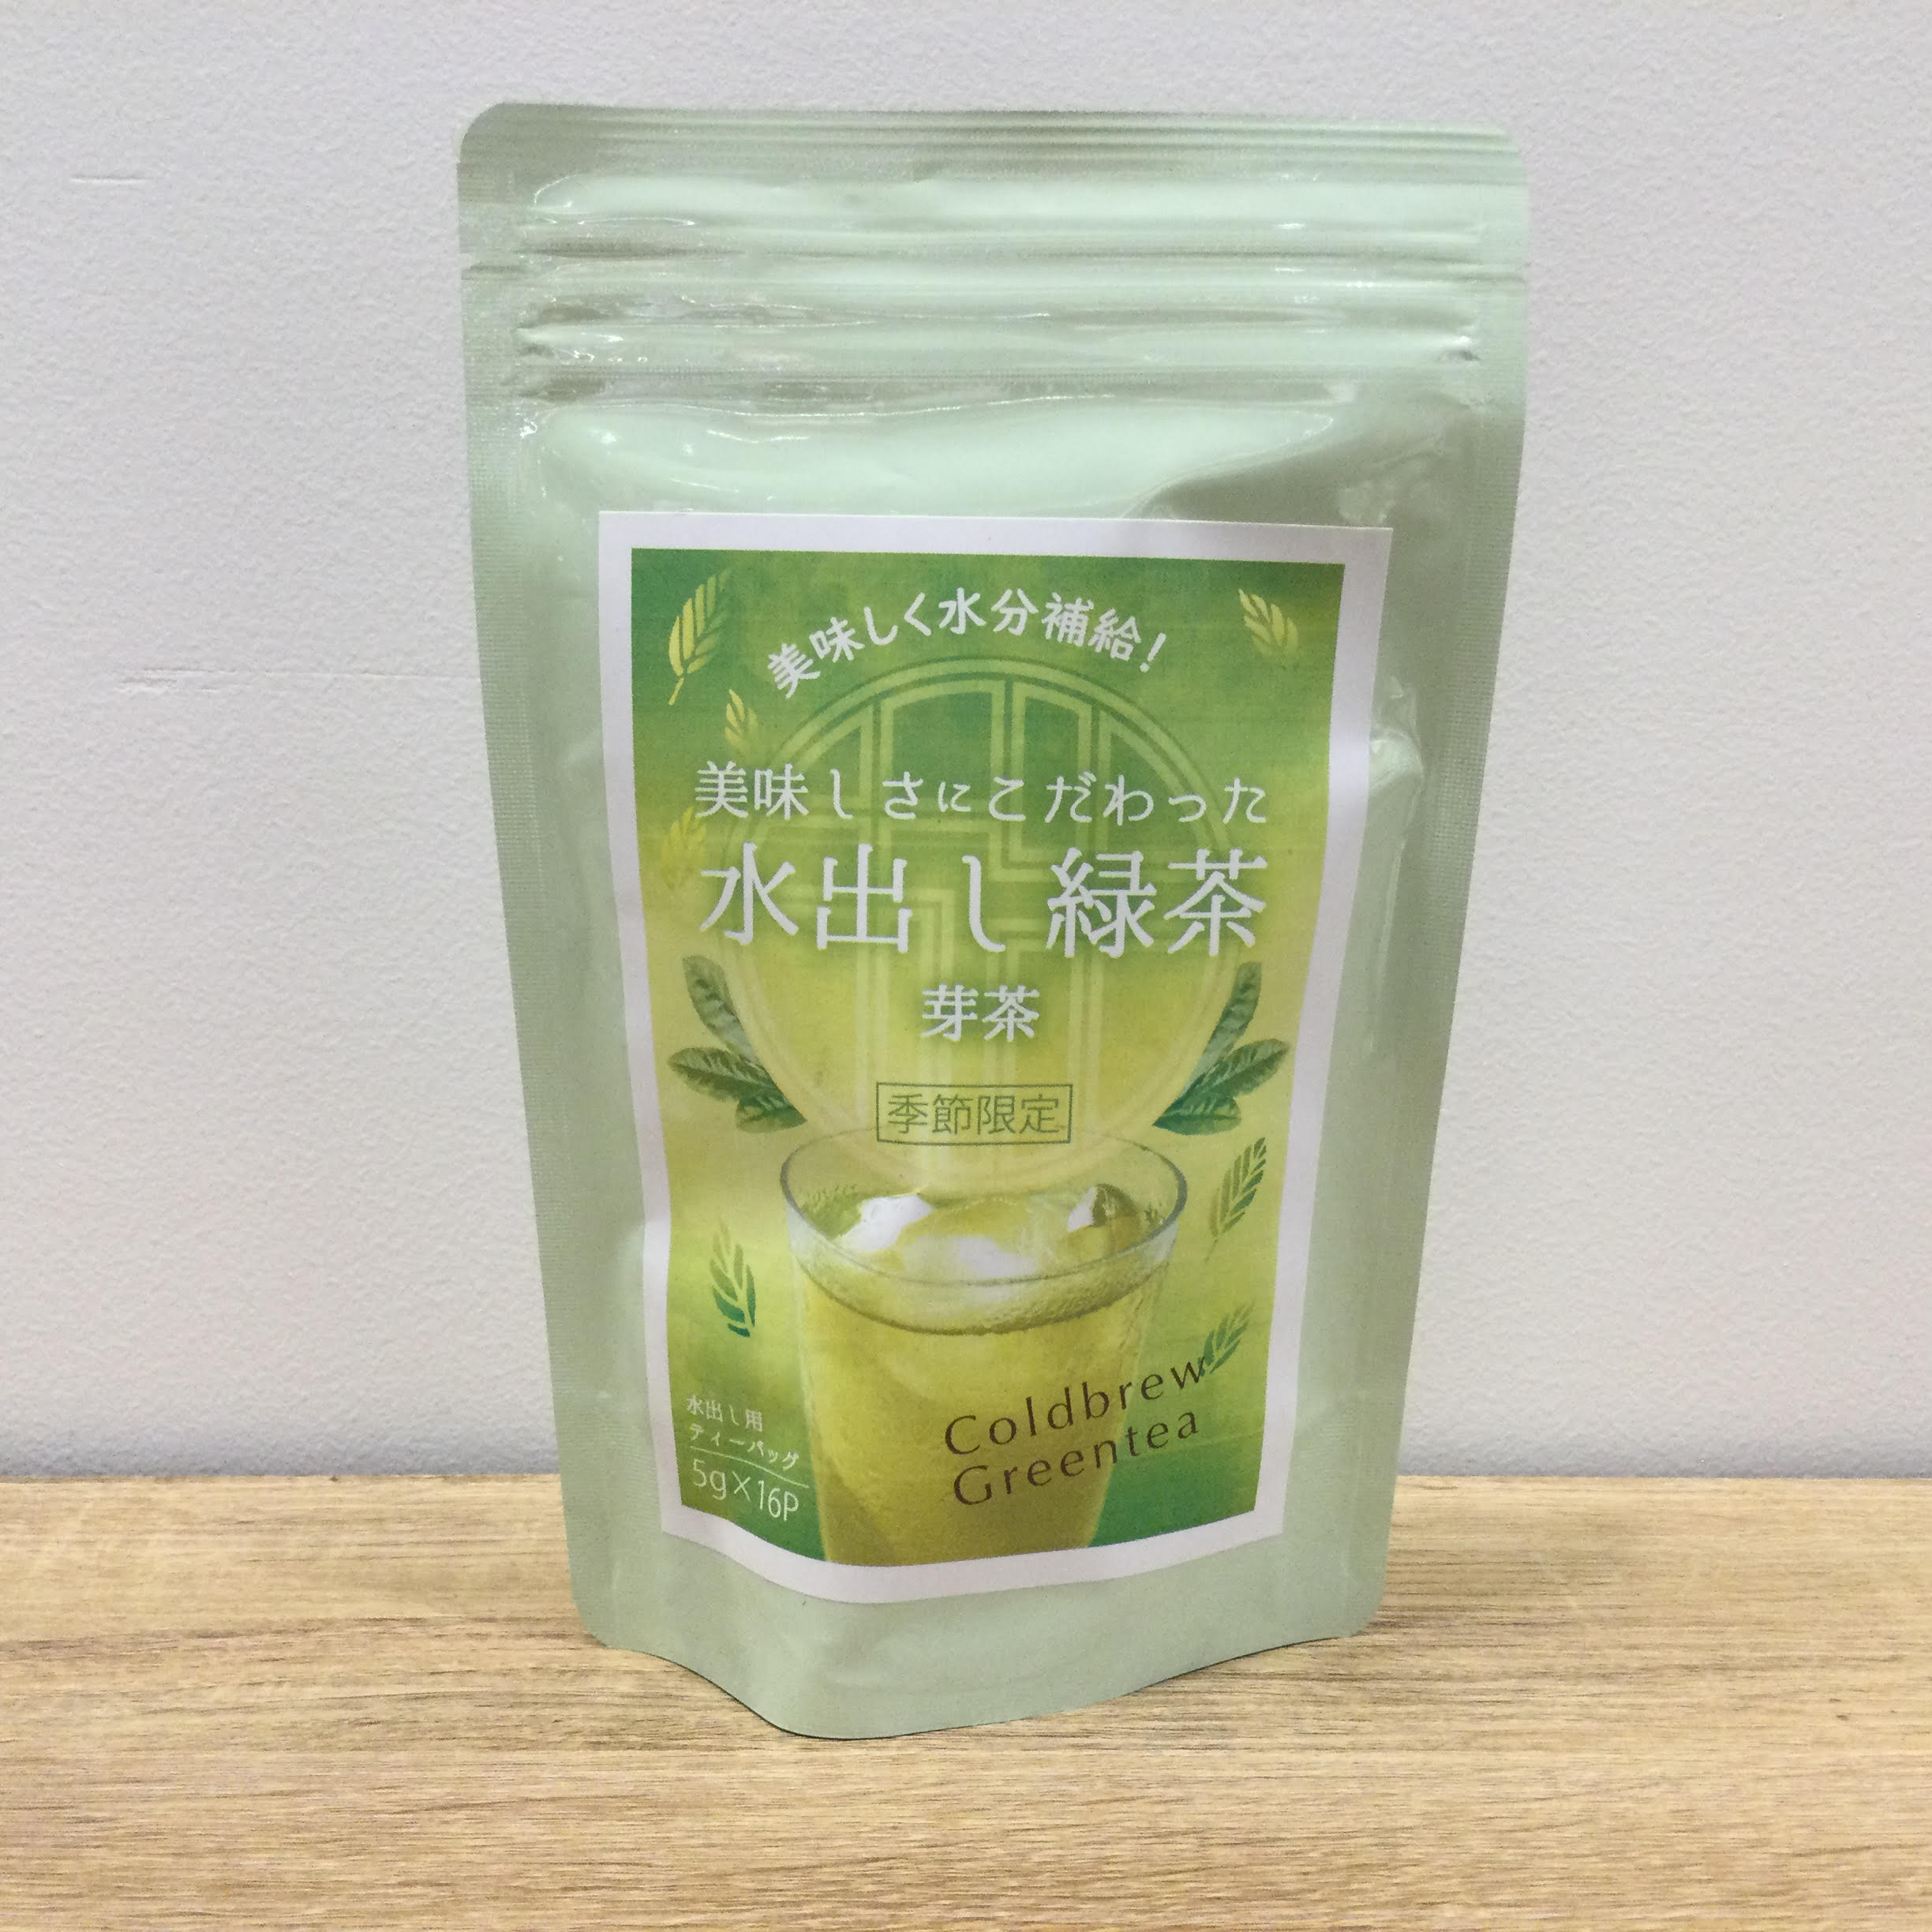 美味しく水分補給!
美味しさにこだわった
水出し緑茶
芽茶
季節限定
Coldbrew
Greentea
水出し用
ティーバッグ
5g×16P